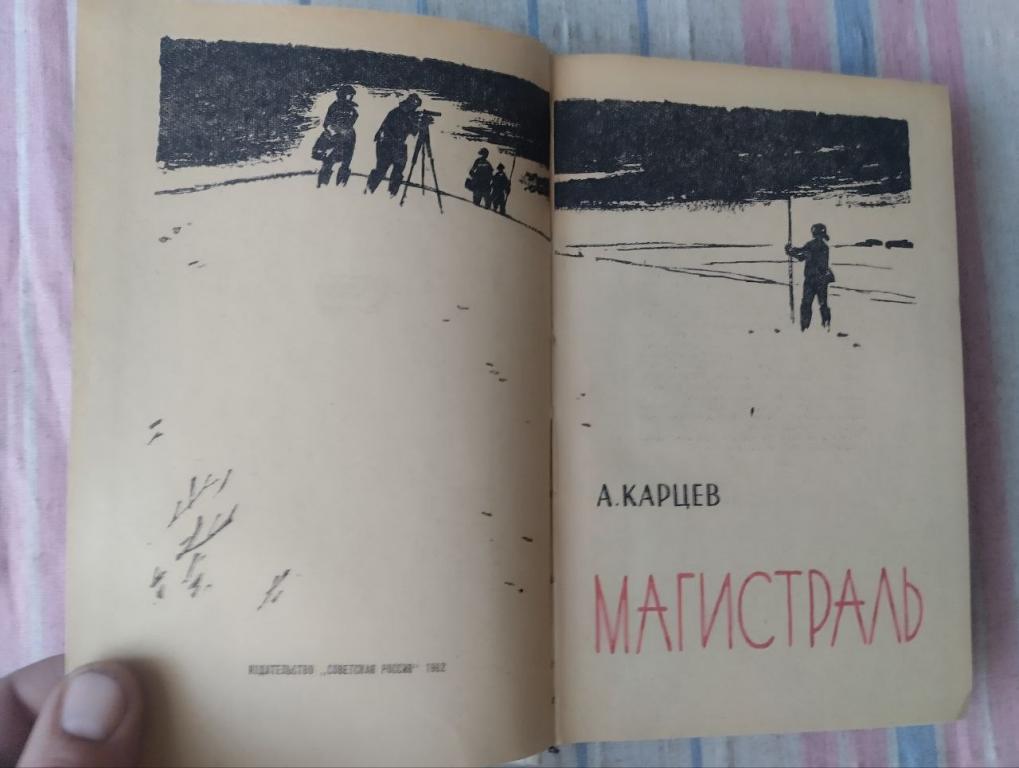 ИЗДАТЕЛЬСТВО „СОВЕТСКАЯ РОССИЯ" 1962
А. КАРЦЕВ
МАГИСТРАЛЬ